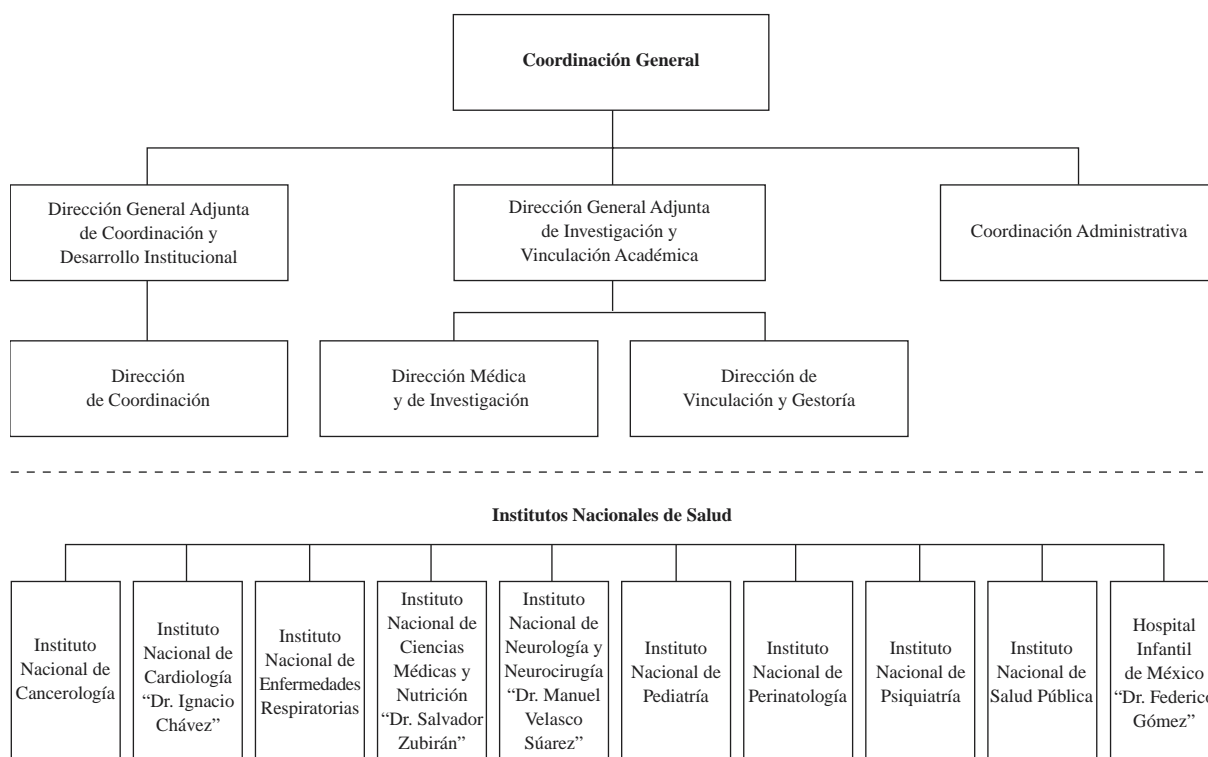 Coordinación General
Dirección General Adjunta
de Coordinación y
Desarrollo Institucional
Dirección General Adjunta
de Investigación y
Vinculación Académica
Coordinación Administrativa
Dirección
de Coordinación
Dirección Médica
y de Investigación
Dirección de
Vinculación y Gestoría
Institutos Nacionales de Salud
Instituto
Nacional de
Cancerología
Instituto
Nacional de
Cardiología
“Dr. Ignacio
Chávez”
Instituto
Nacional de
Enfermedades
Respiratorias
Instituto
Nacional de
Ciencias
Médicas y
Nutrición
“Dr. Salvador
Zubirán”
Instituto
Nacional de
Neurología y
Neurocirugía
“Dr. Manuel
Velasco
Súarez”
Instituto
Nacional de
Pediatría
Instituto
Nacional de
Perinatología
Instituto
Nacional de
Psiquiatría
Instituto
Nacional de
Salud Pública
Hospital
Infantil
de México
“Dr. Federico
Gómez”